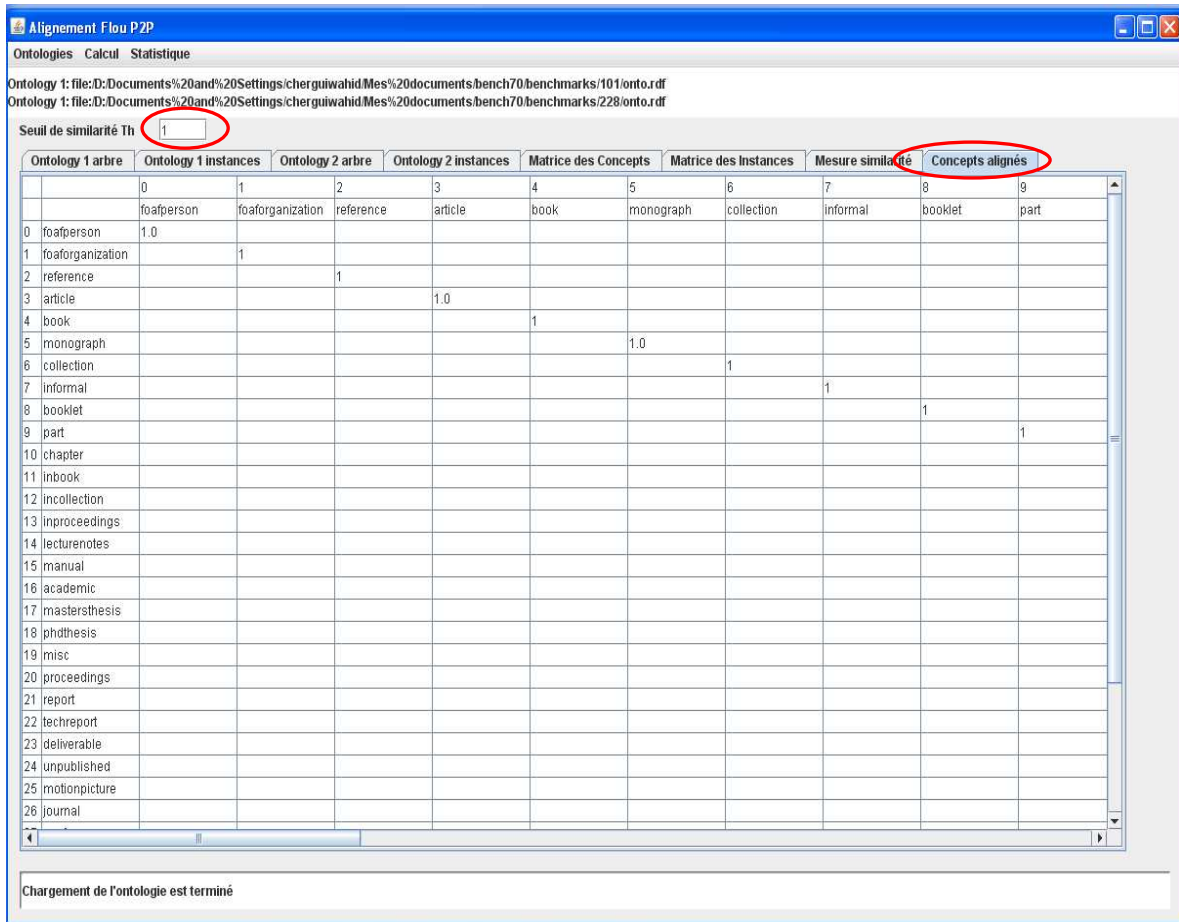 Alignement Flou P2P
Ontologies Calcul Statistique
Ontology 1: file:/D:/Documents%20and%20Settings/cherguiwahid/Mes%20documents/bench70/benchmarks/101/onto.rdf
Ontology 1: file:/D:/Documents%20and%20Settings/cherguiwahid/Mes%20documents/bench70/benchmarks/228/onto.rdf
Seuil de similarité Th 1
Ontology 1 arbre Ontology 1 instances Ontology 2 arbre Ontology 2 instances Matrice des Concepts Matrice des Instances Mesure similarité Concepts alignés
0 1 2 3 4 5 6 7 8 9
foafperson foaforganization reference article book monograph collection informal booklet part
0 foafperson 1.0
1 foaforganization 1
2 reference 1
3 article 1.0
4 book 1
5 monograph 1.0
6 collection 1
7 informal 1
8 booklet 1
9 part 1
10 chapter
11 inbook
12 incollection
13 inproceedings
14 lecturenotes
15 manual
16 academic
17 mastersthesis
18 phdthesis
19 misc
20 proceedings
21 report
22 techreport
23 deliverable
24 unpublished
25 motionpicture
26 journal
Chargement de l'ontologie est terminé